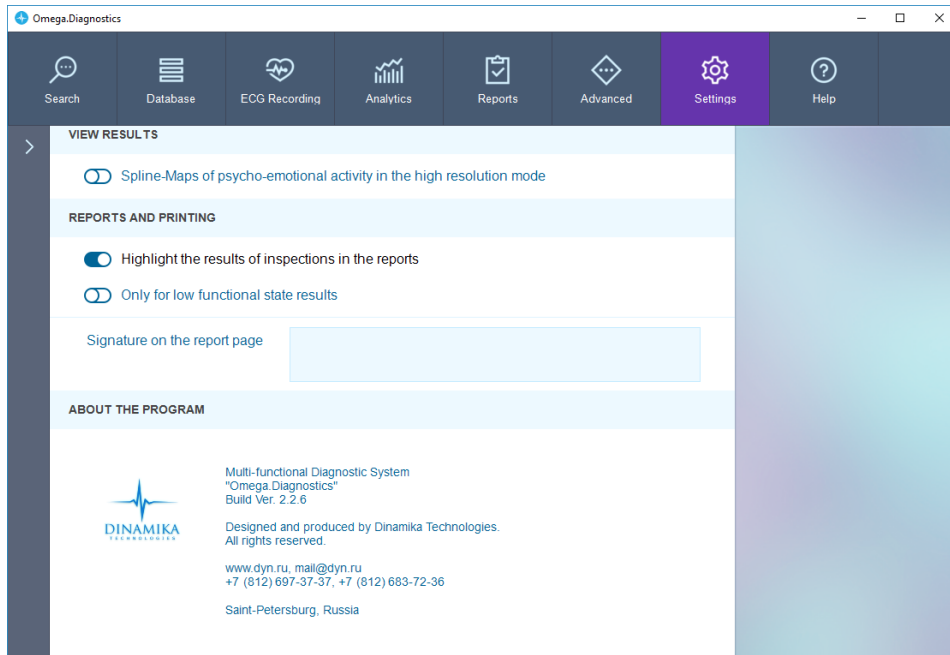 Omega.Diagnostics
Search
Database
ECG Recording
Analytics
Reports
Advanced
Settings
Help
VIEW RESULTS
Spline-Maps of psycho-emotional activity in the high resolution mode
REPORTS AND PRINTING
Highlight the results of inspections in the reports
Only for low functional state results
Signature on the report page
ABOUT THE PROGRAM
DINAMIKA
TECHNOLOGIES
Multi-functional Diagnostic System
"Omega.Diagnostics"
Build Ver. 2.2.6
Designed and produced by Dinamika Technologies.
All rights reserved.
www.dyn.ru, mail@dyn.ru
+7 (812) 697-37-37, +7 (812) 683-72-36
Saint-Petersburg, Russia